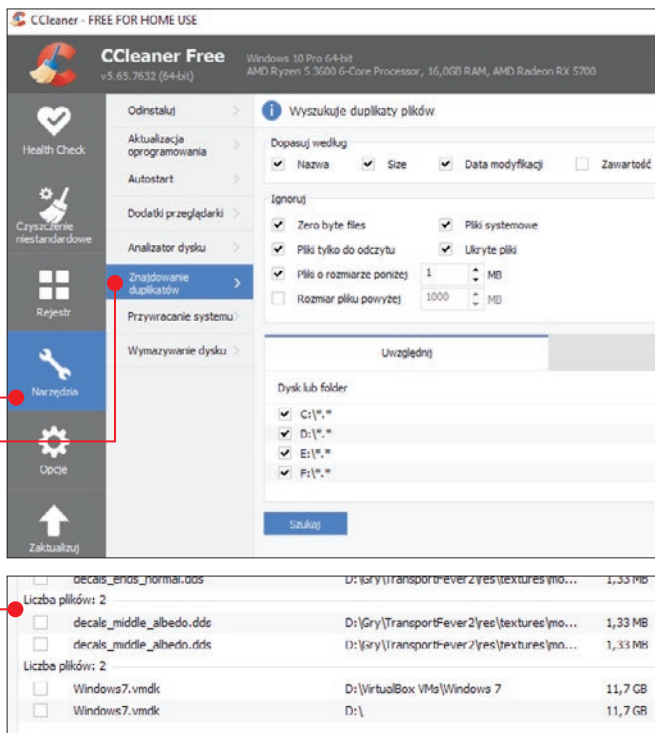 CCleaner - FREE FOR HOME USE
CCleaner Free
v5.65.7632 (64-bit)
Windows 10 Pro 64-bit
AMD Ryzen 5 3600 6-Core Processor, 16,0GB RAM, AMD Radeon RX 5700
Health Check
Czyszczenie
niestandardowe
Rejestr
Narzędzia
Opcje
Zaktualizuj
Odinstaluj
Aktualizacja
oprogramowania
Autostart
Dodatki przeglądarki
Analizator dysku
Znajdowanie
duplikatów
Przywracanie systemu
Wymazywanie dysku
Wyszukuje duplikaty plików
Dopasuj według
Nazwa Size Data modyfikacji Zawartość
Ignoruj
Zero byte files Pliki systemowe
Pliki tylko do odczytu Ukryte pliki
Pliki o rozmiarze poniżej 1 MB
Rozmiar pliku powyżej 1000 MB
Uwzględnij
Dysk lub folder
C:\*.*
D:\*.*
E:\*.*
F:\*.*
Szukaj
decals_ends_normal.dds D:\Gry\TransportFever2\res\textures\mo... 1,33 MB
Liczba plików: 2
decals_middle_albedo.dds D:\Gry\TransportFever2\res\textures\mo... 1,33 MB
decals_middle_albedo.dds D:\Gry\TransportFever2\res\textures\mo... 1,33 MB
Liczba plików: 2
Windows7.vmdk D:\VirtualBox VMs\Windows 7 11,7 GB
Windows7.vmdk D:\ 11,7 GB